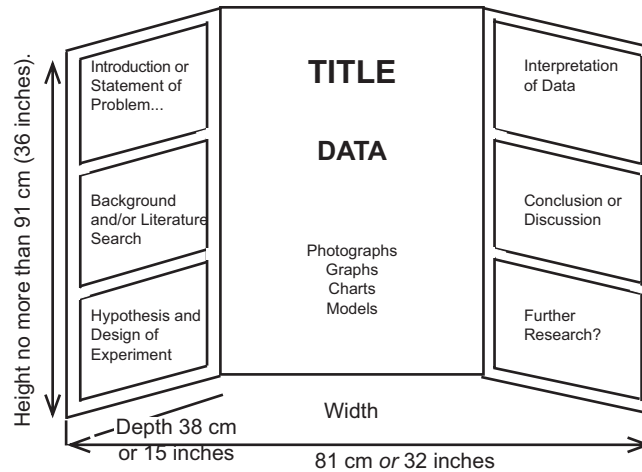 Height no more than 91 cm (36 inches).
Introduction or
Statement of
Problem...
Background
and/or Literature
Search
Hypothesis and
Design of
Experiment
TITLE
DATA
Photographs
Graphs
Charts
Models
Interpretation
of Data
Conclusion or
Discussion
Further
Research?
Depth 38 cm
or 15 inches
Width
81 cm or 32 inches